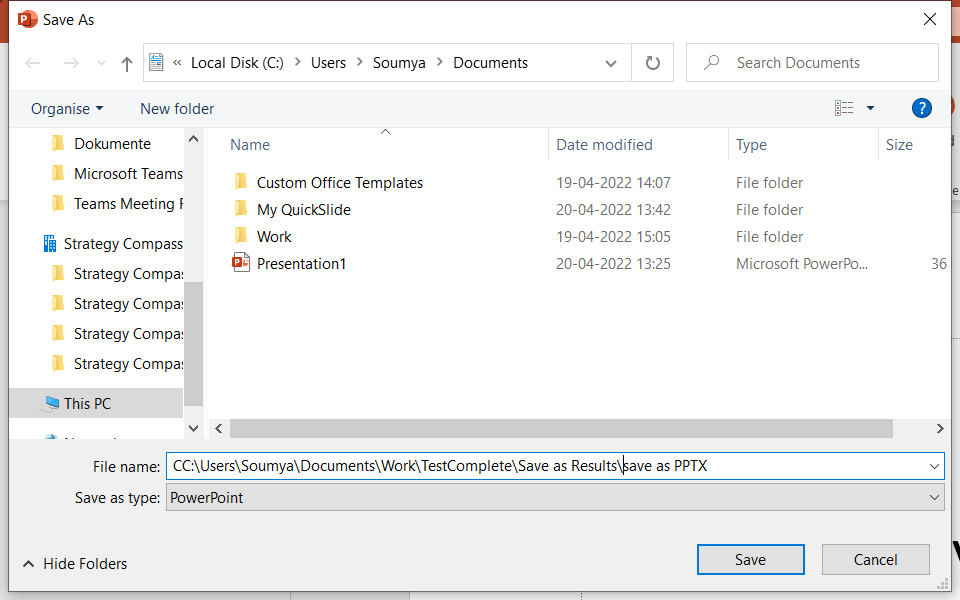 Save As
« Local Disk (C:) > Users > Soumya > Documents
Search Documents
Organise
New folder
Dokumente
Microsoft Teams
Teams Meeting
Strategy Compass
Strategy Compas
Strategy Compas
Strategy Compas
Strategy Compas
This PC
Name Date modified Type Size
Custom Office Templates 19-04-2022 14:07 File folder
My QuickSlide 20-04-2022 13:42 File folder
Work 19-04-2022 15:05 File folder
Presentation1 20-04-2022 13:25 Microsoft PowerPo... 36
File name: CC:\Users\Soumya\Documents\Work\TestComplete\Save as Results\save as PPTX
Save as type: PowerPoint
Hide Folders
Save
Cancel